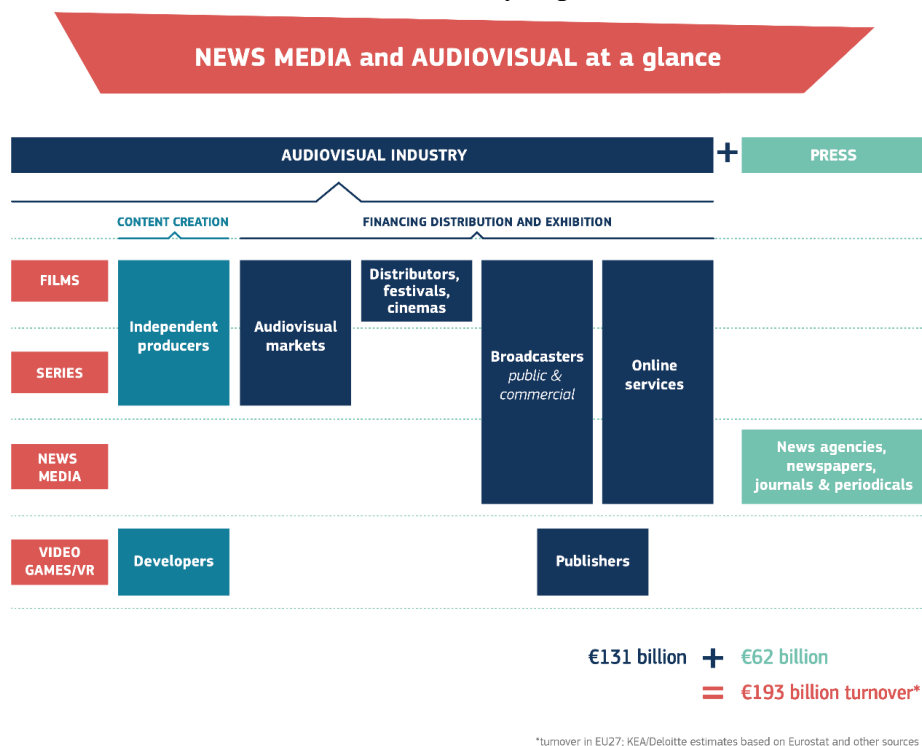 NEWS MEDIA and AUDIOVISUAL at a glance
AUDIOVISUAL INDUSTRY
+
PRESS
CONTENT CREATION
FINANCING DISTRIBUTION AND EXHIBITION
FILMS
Independent
producers
Audiovisual
markets
Distributors,
festivals,
cinemas
Broadcasters
public &
commercial
Online
services
SERIES
NEWS
MEDIA
News agencies,
newspapers,
journals & periodicals
VIDEO
GAMES/VR
Developers
Publishers
€131 billion + €62 billion
= €193 billion turnover*
*turnover in EU27; KEA/Deloitte estimates based on Eurostat and other sources